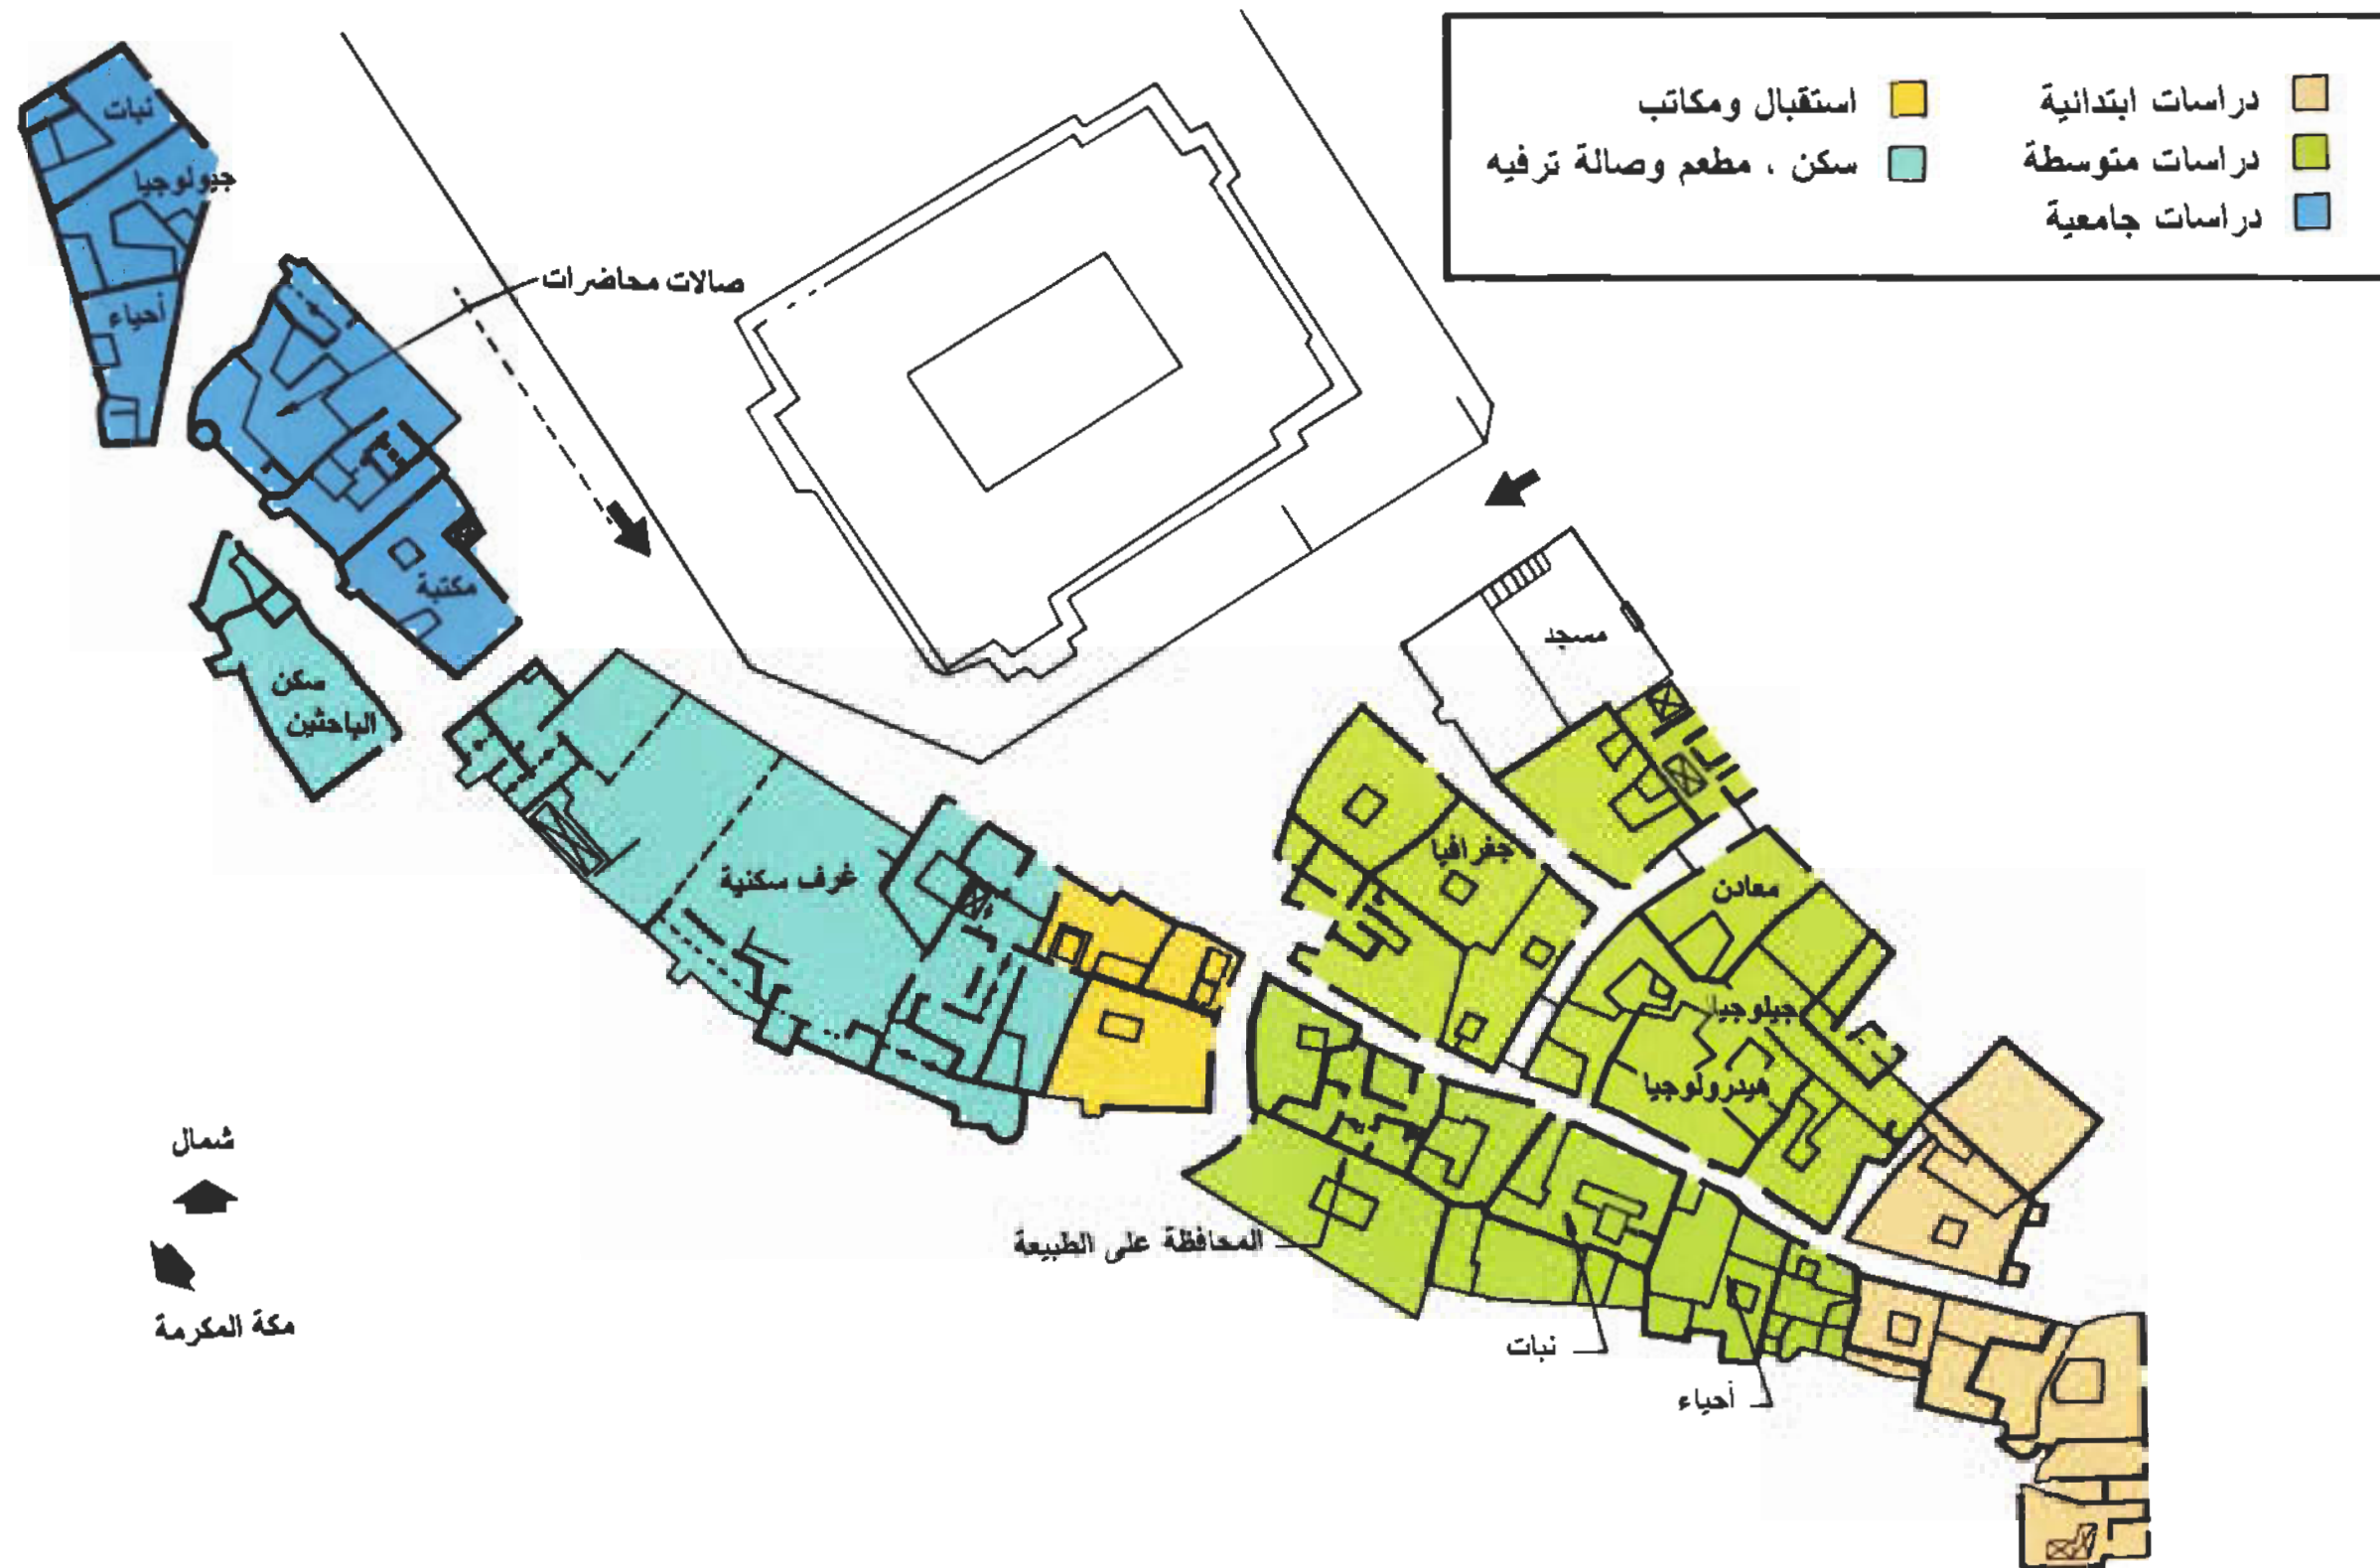 دراسات ابتدائية
دراسات متوسطة
دراسات جامعية
استقبال ومكاتب
سكن ، مطعم وصالة ترفيه
نبات
جيولوجيا
أحياء
صالات محاضرات
مكتبة
سكن
الباحثين
غرف سكنية
مسجد
جغرافيا
معادن
جيلوجيا
هيدرولوجيا
المحافظة على الطبيعة
نبات
أحياء
شمال
مكة المكرمة